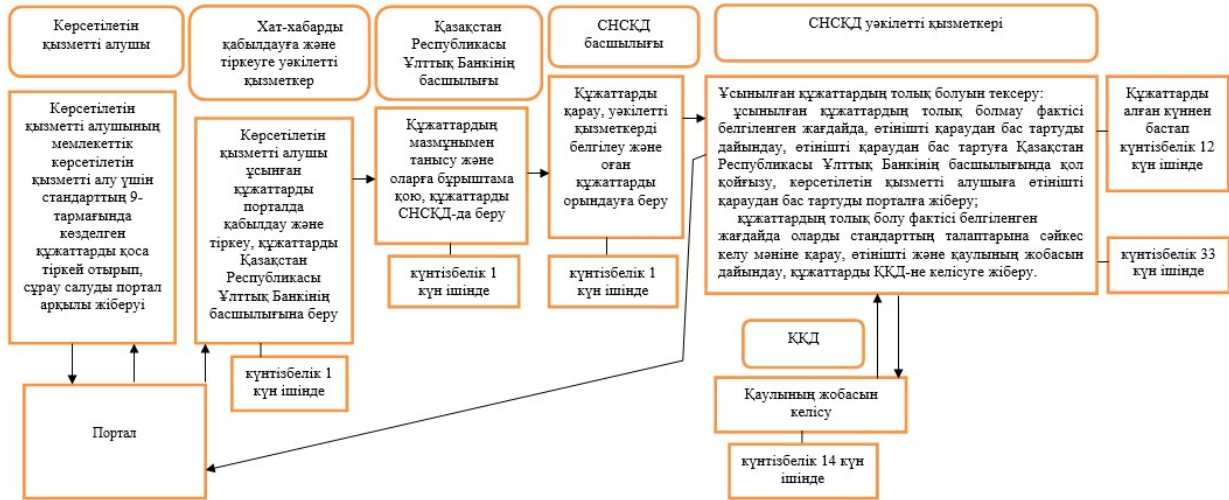 Көрсетілетін
қызметті алушы
Хат-хабарды
қабылдауға және
тіркеуге уәкілетті
қызметкер
Қазақстан
Республикасы
Ұлттық Банкінің
басшылығы
СНСҚД
басшылығы
СНСҚД уәкілетті қызметкері
Көрсетілетін
қызметті алушының
мемлекеттік
көрсетілетін
қызметті алу үшін
стандарттың 9-
тармағында
көзделген
құжаттарды қоса
тіркей отырып,
сұрау салуды портал
арқылы жіберуі
Көрсетілетін
қызметті алушы
ұсынған
құжаттарды
порталда
қабылдау және
тіркеу, құжаттарды
Қазақстан
Республикасы
Ұлттық Банкінің
басшылығына беру
күнтізбелік 1
күн ішінде
Құжаттардың
мазмұнымен
танысу және
оларға бұрыштама
қою, құжаттарды
СНСҚД-да беру
күнтізбелік 1
күн ішінде
Құжаттарды
қарау, уәкілетті
қызметкерді
белгілеу және
оған
құжаттарды
орындауға беру
күнтізбелік 1
күн ішінде
Ұсынылған құжаттардың толық болуын тексеру:
ұсынылған құжаттардың толық болмау фактісі
белгіленген жағдайда, өтінішті қараудан бас тартуды
дайындау, өтінішті қараудан бас тартуға Қазақстан
Республикасы Ұлттық Банкінің басшылығында қол
қойғызу, көрсетілетін қызметті алушыға өтінішті
қараудан бас тартуды порталға жіберу;
құжаттардың толық болу фактісі белгіленген
жағдайда оларды стандарттың талаптарына сәйкес
келу мәніне қарау, өтінішті және қаулының жобасын
дайындау, құжаттарды ҚҚД-не келісуге жіберу.
Құжаттарды
алған күннен
бастап
күнтізбелік 12
күн ішінде
күнтізбелік 33
күн ішінде
ҚҚД
Қаулының жобасын
келісу
күнтізбелік 14 күн
ішінде
Портал